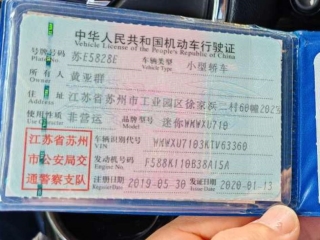 中华人民共和国机动车行驶证
Vehicle License of the People's Republic of China
号牌号码 苏E5828E 车辆类型 小型轿车
Plate No. Vehicle Type
所有人 黄亚群
Owner
住址 江苏省苏州市工业园区徐家浜二村60幢202室
Address
使用性质 非营运 品牌型号 迷你WMWXU710
Use Character Model
江苏省苏州 车辆识别代号 WMWXU7103KTV63360
VIN
市公安局交 发动机号码 F588K110B38A15A
Engine No.
通警察支队 注册日期 2019-05-30 发证日期 2020-01-13
Register Date Issue Date